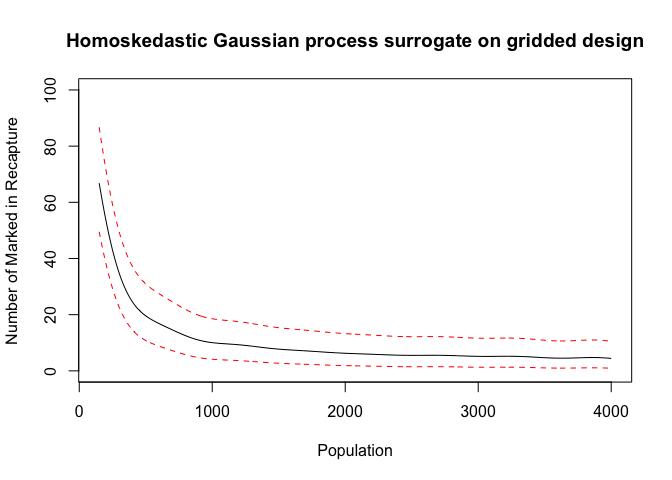 Homoskedastic Gaussian process surrogate on gridded design
Number of Marked in Recapture
100
80
60
40
20
0
0 1000 2000 3000 4000
Population